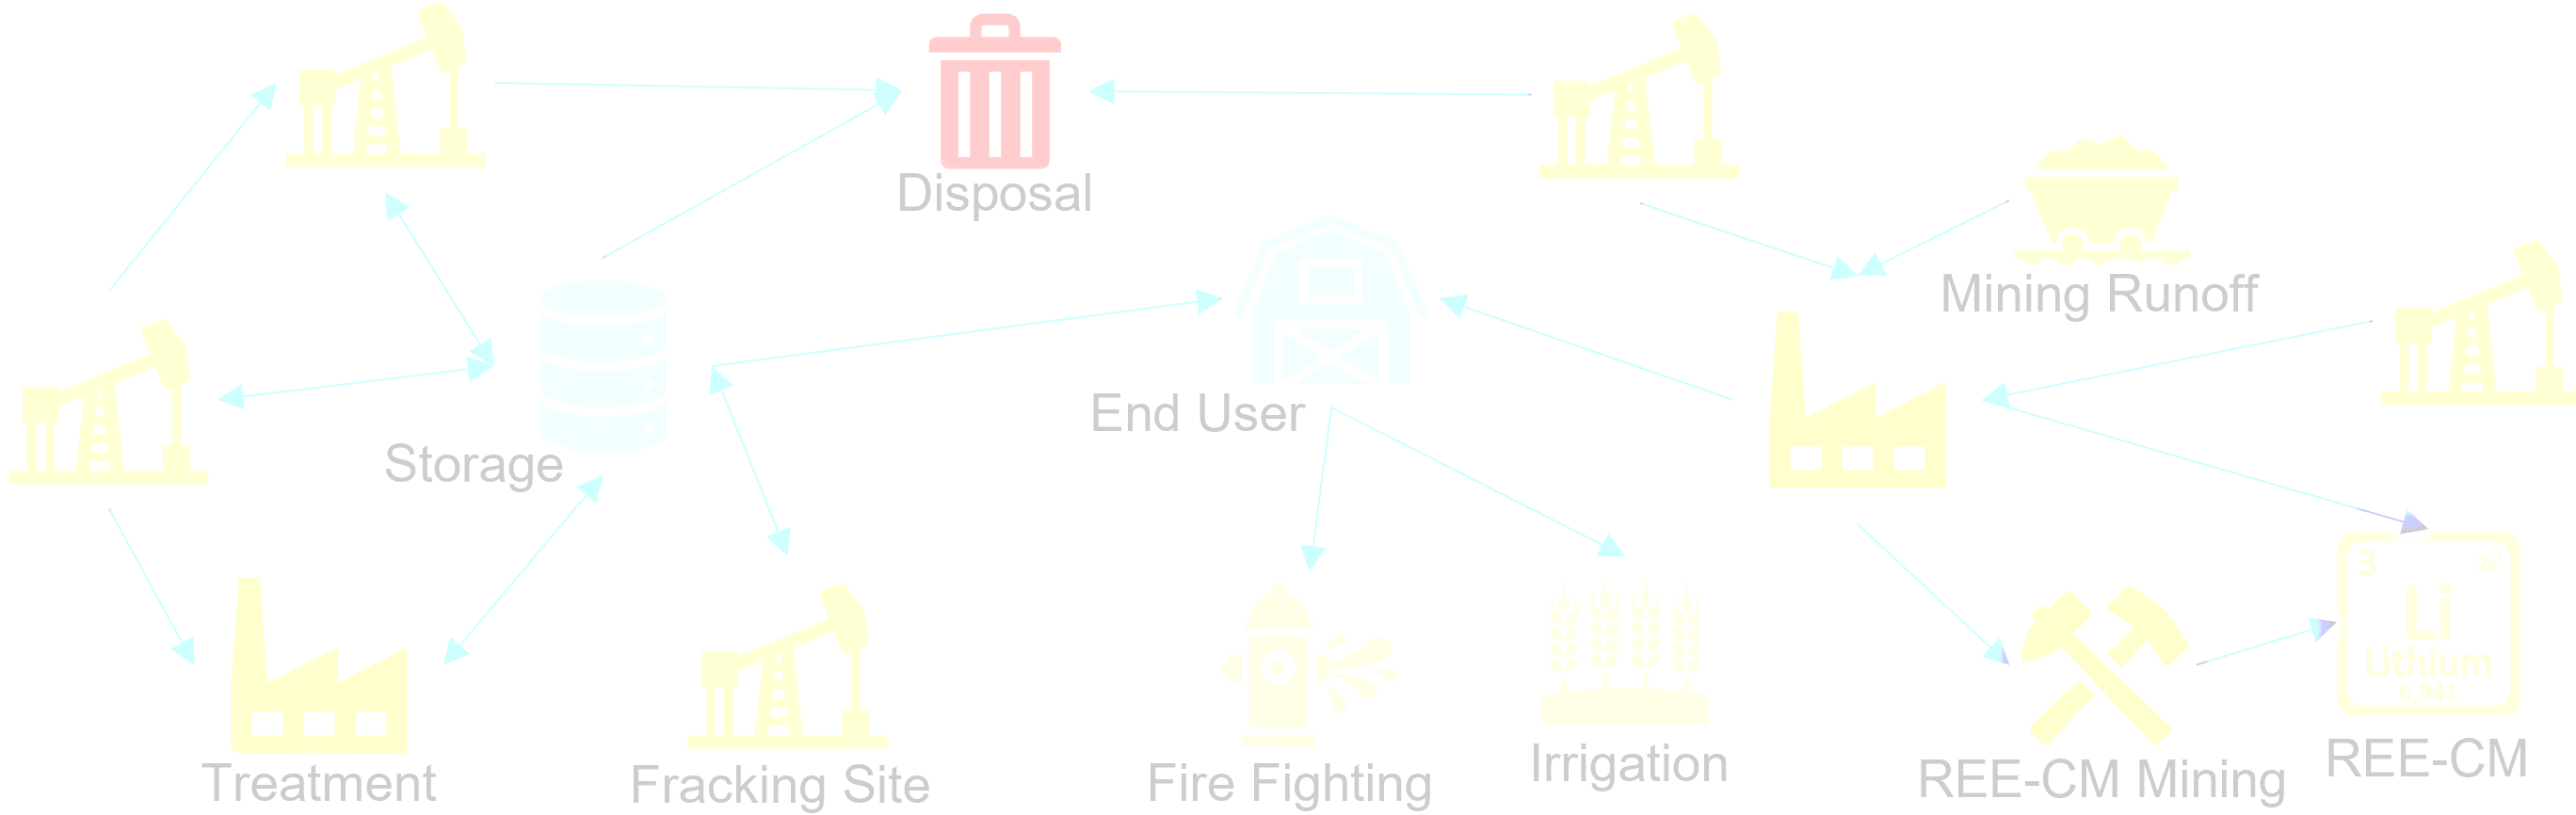 Disposal
Mining Runoff
End User
Storage
3 2s¹
Li
Lithium
6,941
REE-CM
Treatment
Fracking Site
Fire Fighting
Irrigation
REE-CM Mining